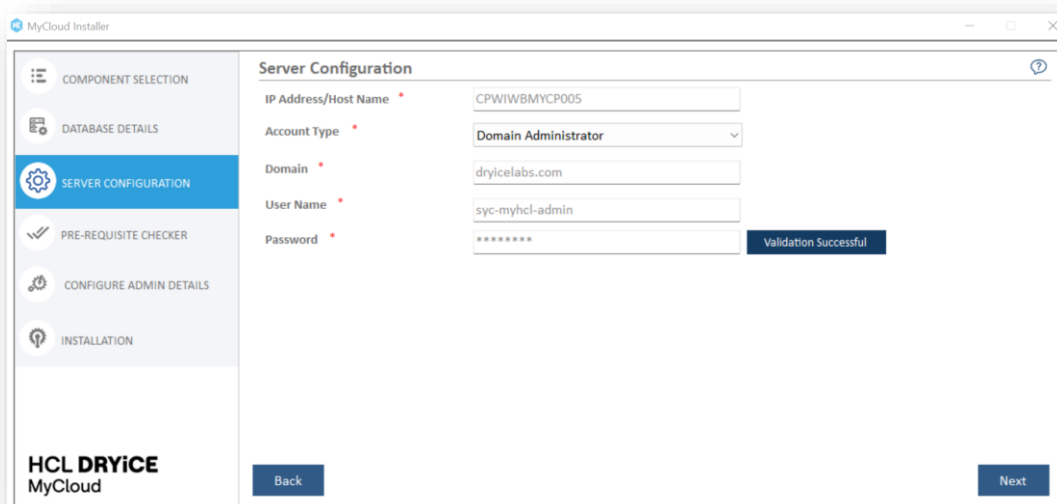 MyCloud Installer
COMPONENT SELECTION
DATABASE DETAILS
SERVER CONFIGURATION
PRE-REQUISITE CHECKER
CONFIGURE ADMIN DETAILS
INSTALLATION
HCL DRYiCE
MyCloud
Server Configuration
IP Address/Host Name * CPWIWBMYCP005
Account Type * Domain Administrator
Domain * dryicelabs.com
User Name * syc-myhcl-admin
Password * ******** Validation Successful
Back Next